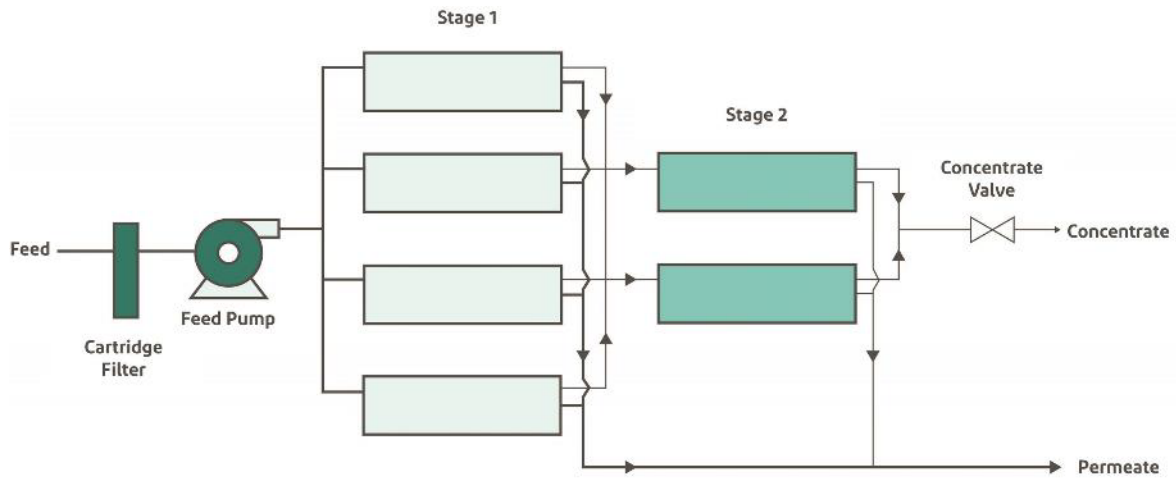 Stage 1
Stage 2
Concentrate
Valve
Feed
Concentrate
Feed Pump
Cartridge
Filter
Permeate